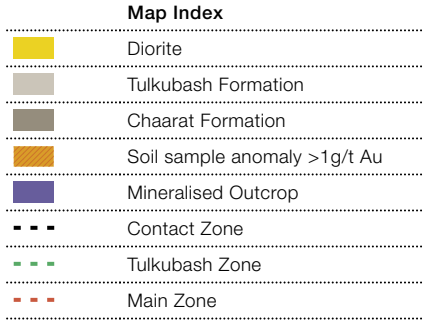 Map Index
Diorite
Tulkubash Formation
Chaarat Formation
Soil sample anomaly >1g/t Au
Mineralised Outcrop
Contact Zone
Tulkubash Zone
Main Zone